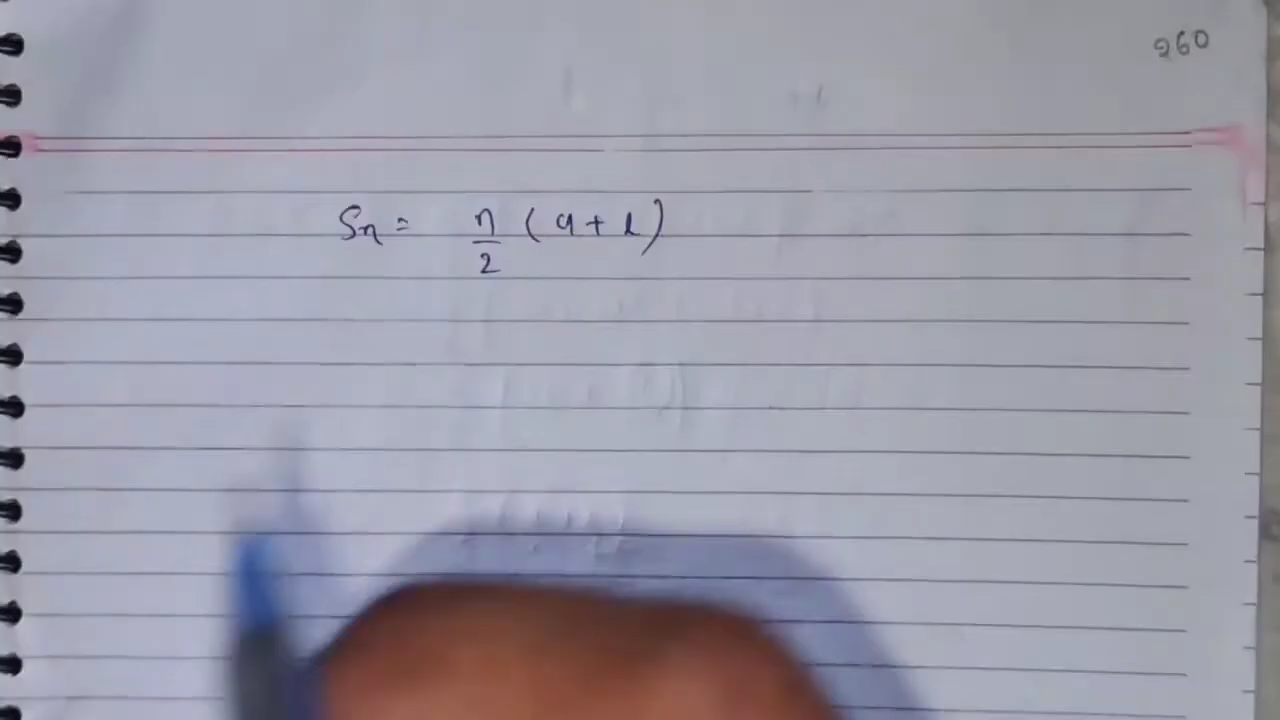 260
Sn = n/2 (a + l)